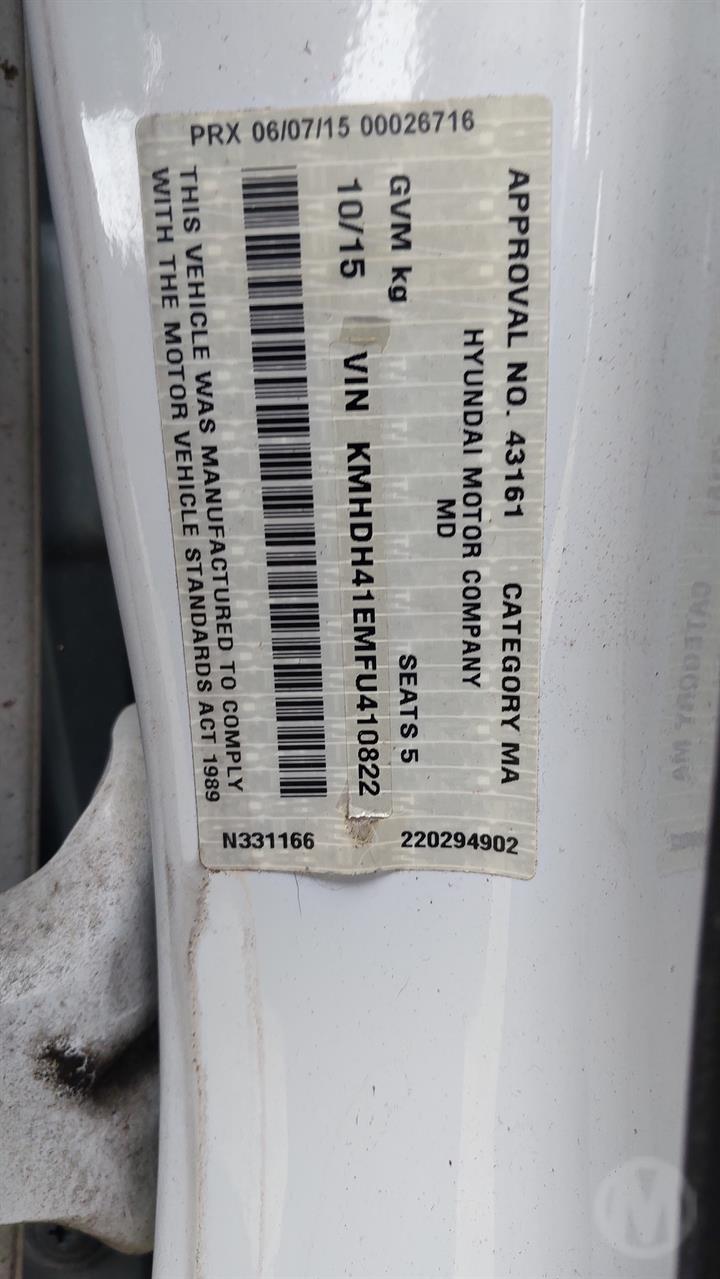 PRX 06/07/15 00026716
APPROVAL NO. 43161 CATEGORY MA
HYUNDAI MOTOR COMPANY
MD
GVM kg SEATS 5
10/15 VIN KMHDH41EMFU410822
THIS VEHICLE WAS MANUFACTURED TO COMPLY
WITH THE MOTOR VEHICLE STANDARDS ACT 1989
N331166 220294902
M